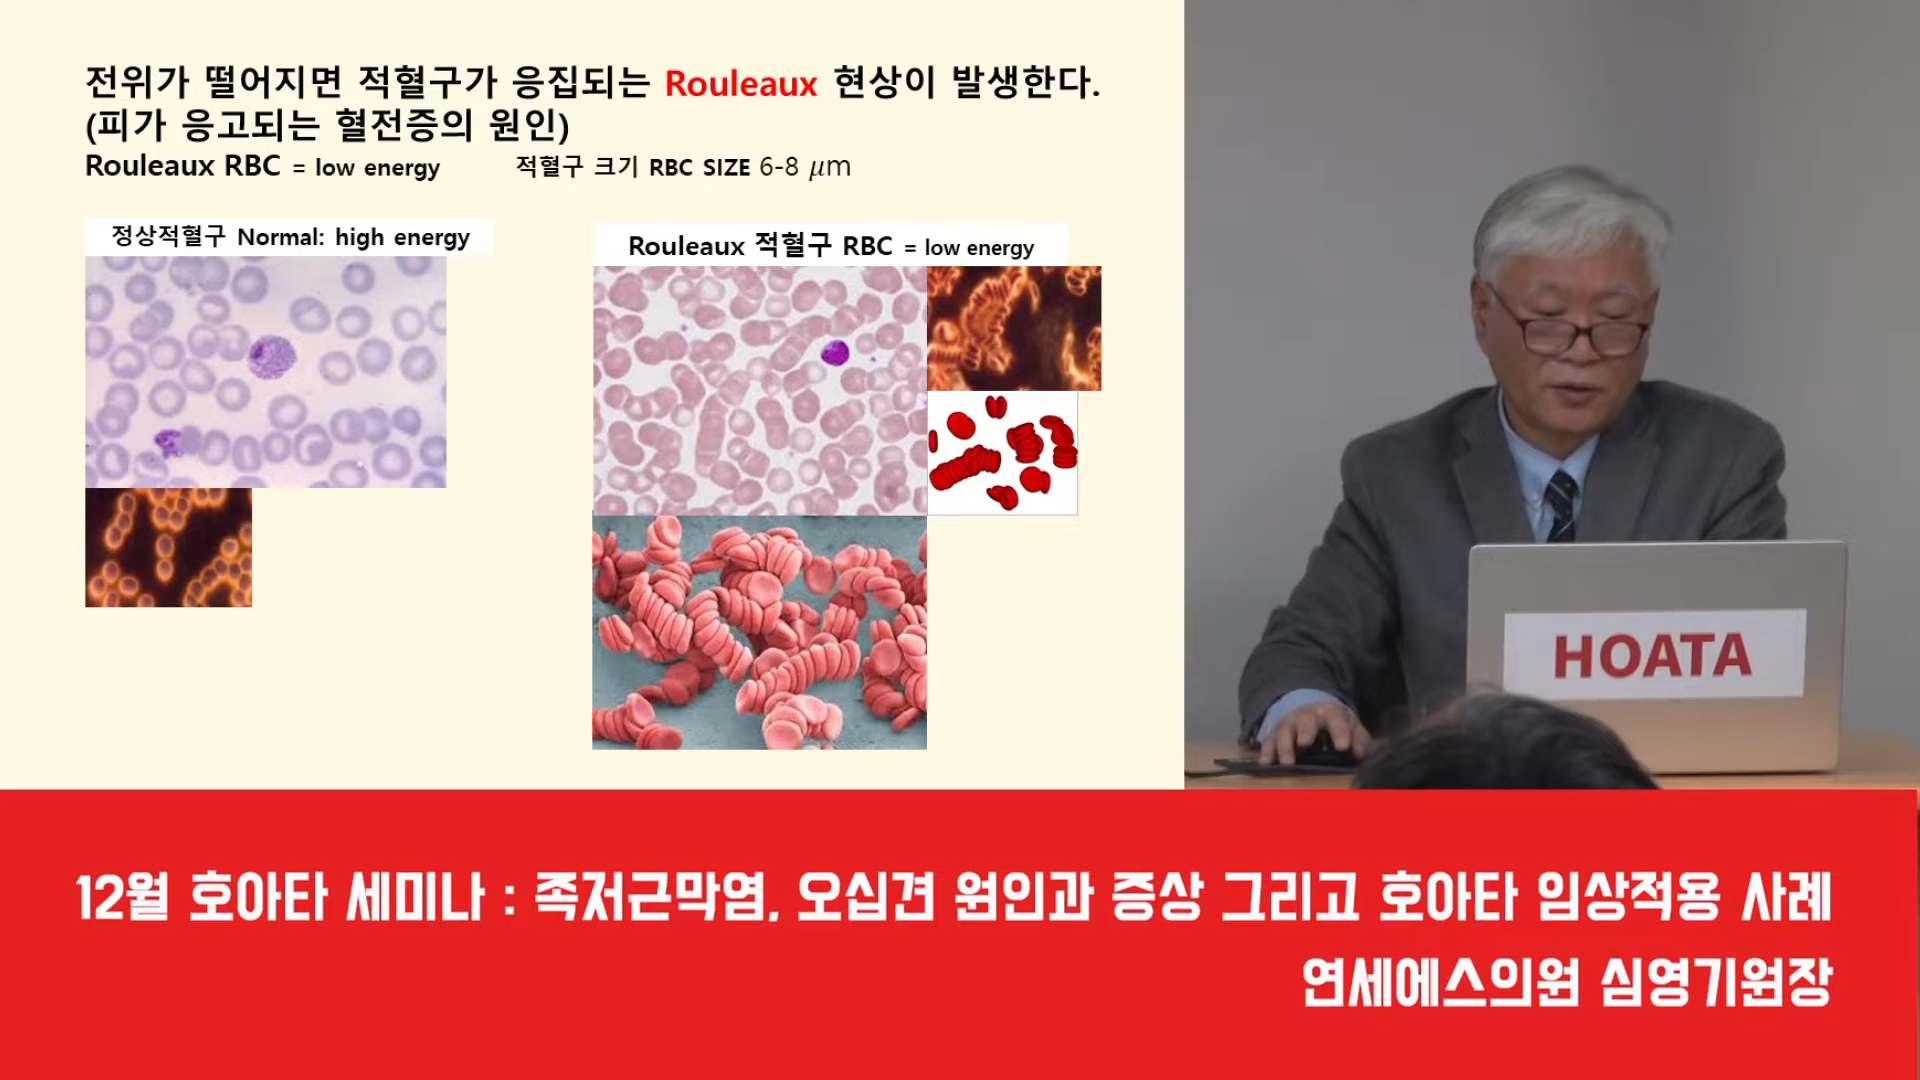 전위가 떨어지면 적혈구가 응집되는 Rouleaux 현상이 발생한다.
(피가 응고되는 혈전증의 원인)
Rouleaux RBC = low energy 적혈구 크기 RBC SIZE 6-8 μm
정상적혈구 Normal: high energy
Rouleaux 적혈구 RBC = low energy
HOATA
12월 호아타 세미나 : 족저근막염, 오십견 원인과 증상 그리고 호아타 임상적용 사례
연세에스의원 심영기원장